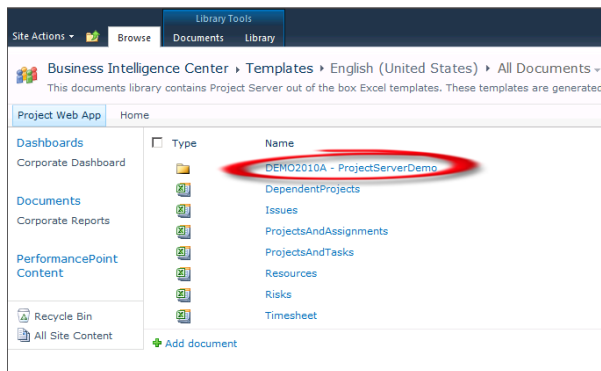 Library Tools
Site Actions Browse Documents Library
Business Intelligence Center ▸ Templates ▸ English (United States) ▸ All Documents
This documents library contains Project Server out of the box Excel templates. These templates are generated
Project Web App Home
Dashboards
Corporate Dashboard
Documents
Corporate Reports
PerformancePoint
Content
Recycle Bin
All Site Content
Type Name
DEMO2010A - ProjectServerDemo
DependentProjects
Issues
ProjectsAndAssignments
ProjectsAndTasks
Resources
Risks
Timesheet
Add document